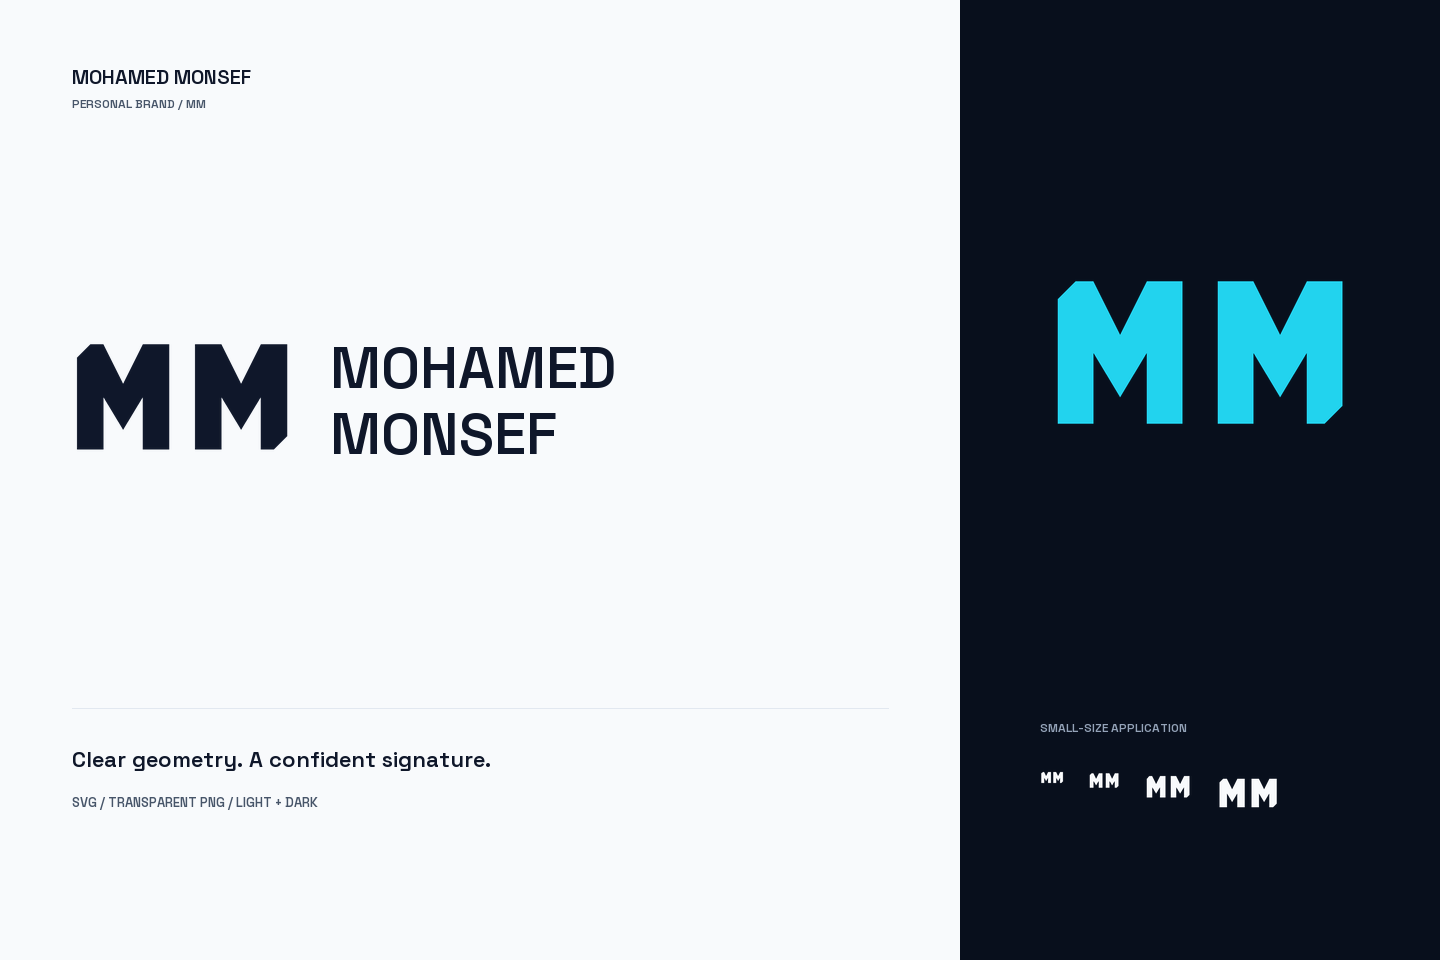 MOHAMED MONSEF
PERSONAL BRAND / MM
MM
MOHAMED
MONSEF
Clear geometry. A confident signature.
SVG / TRANSPARENT PNG / LIGHT + DARK
MM
SMALL-SIZE APPLICATION
MM MM MM MM